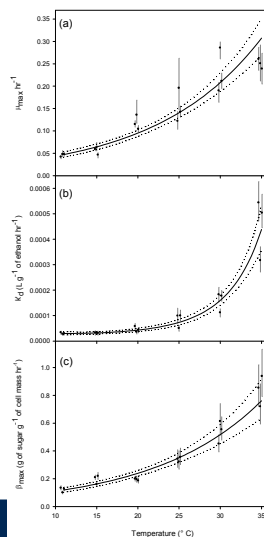 (a)
μmax hr-1
0.35
0.30
0.25
0.20
0.15
0.10
0.05
0.00
(b)
Kd (L g-1 of ethanol hr-1)
0.0006
0.0005
0.0004
0.0003
0.0002
0.0001
0.0000
(c)
βmax (g of sugar g-1 of cell mass hr-1)
1.0
0.8
0.6
0.4
0.2
0.0
10 15 20 25 30 35
Temperature (° C)